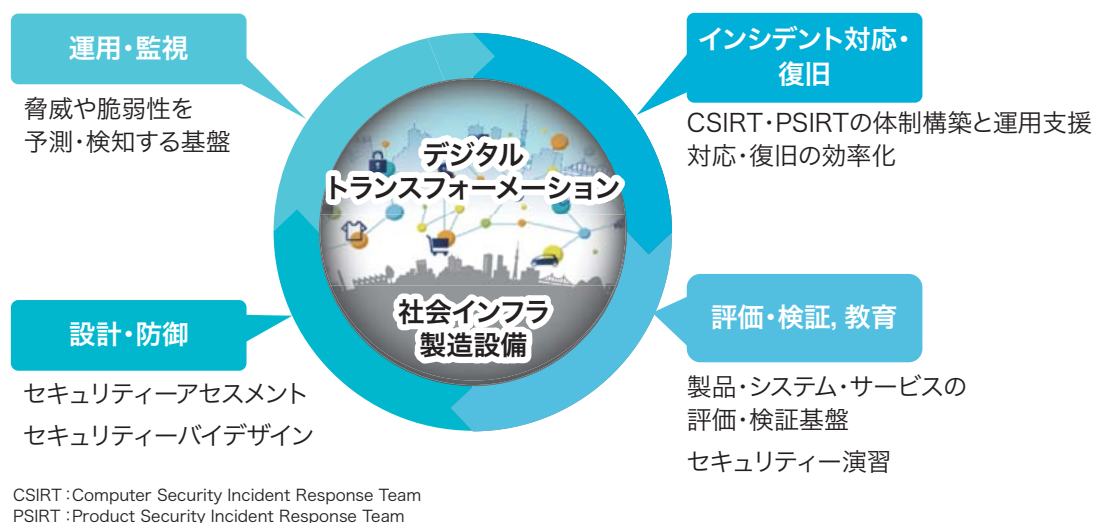 運用・監視
脅威や脆弱性を
予測・検知する基盤
インシデント対応・
復旧
CSIRT・PSIRTの体制構築と運用支援
対応・復旧の効率化
デジタル
トランスフォーメーション
社会インフラ
製造設備
設計・防御
セキュリティーアセスメント
セキュリティーバイデザイン
評価・検証, 教育
製品・システム・サービスの
評価・検証基盤
セキュリティー演習
CSIRT：Computer Security Incident Response Team
PSIRT：Product Security Incident Response Team